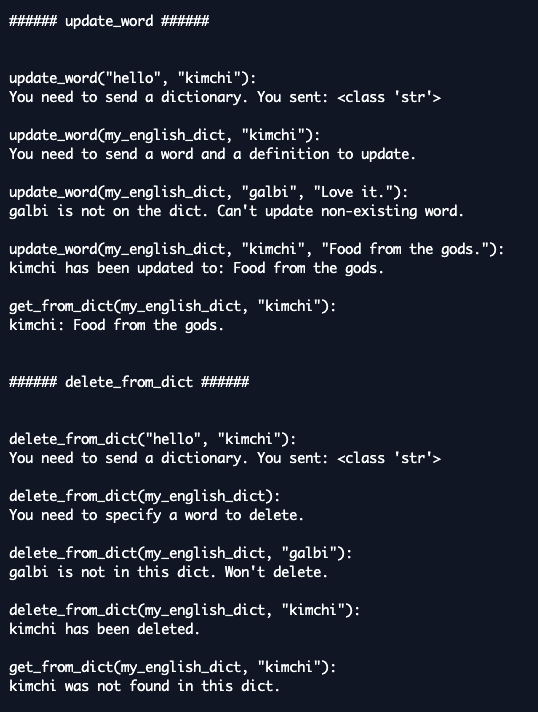 ###### update_word ######
update_word("hello", "kimchi"):
You need to send a dictionary. You sent: <class 'str'>
update_word(my_english_dict, "kimchi"):
You need to send a word and a definition to update.
update_word(my_english_dict, "galbi", "Love it."):
galbi is not on the dict. Can't update non-existing word.
update_word(my_english_dict, "kimchi", "Food from the gods."):
kimchi has been updated to: Food from the gods.
get_from_dict(my_english_dict, "kimchi"):
kimchi: Food from the gods.
###### delete_from_dict ######
delete_from_dict("hello", "kimchi"):
You need to send a dictionary. You sent: <class 'str'>
delete_from_dict(my_english_dict):
You need to specify a word to delete.
delete_from_dict(my_english_dict, "galbi"):
galbi is not in this dict. Won't delete.
delete_from_dict(my_english_dict, "kimchi"):
kimchi has been deleted.
get_from_dict(my_english_dict, "kimchi"):
kimchi was not found in this dict.